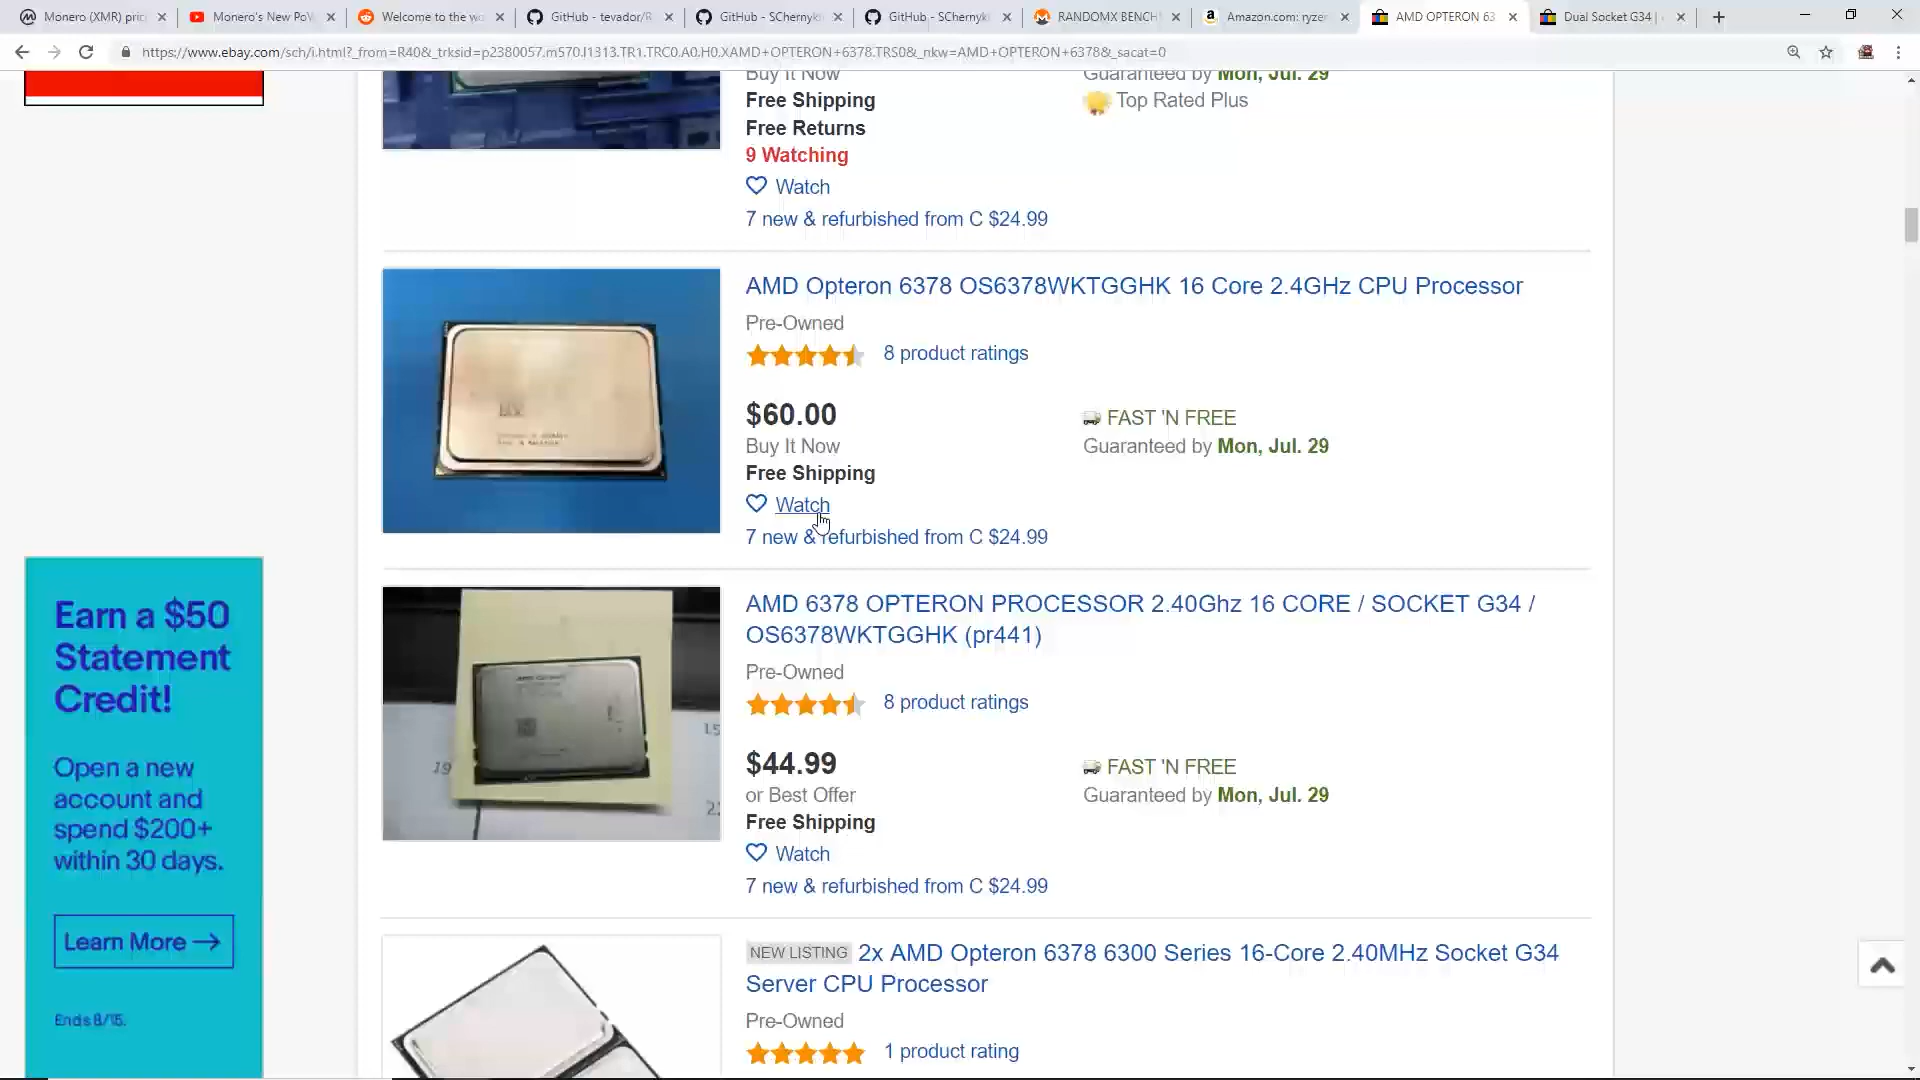 Monero (XMR) pric
Monero's New PoW
Welcome to the wo
GitHub - tevador/R
GitHub - SChernyk
GitHub - SChernyk
RANDOMX BENCH
Amazon.com: ryzer
AMD OPTERON 63
Dual Socket G34 |
https://www.ebay.com/sch/i.html?_from=R40&_trksid=p2380057.m570.l1313.TR1.TRC0.A0.H0.XAMD+OPTERON+6378.TRS0&_nkw=AMD+OPTERON+6378&_sacat=0
Buy It Now
Guaranteed by Mon, Jul. 29
Free Shipping
Top Rated Plus
Free Returns
9 Watching
Watch
7 new & refurbished from C $24.99
AMD Opteron 6378 OS6378WKTGGHK 16 Core 2.4GHz CPU Processor
Pre-Owned
8 product ratings
$60.00
FAST 'N FREE
Buy It Now
Guaranteed by Mon, Jul. 29
Free Shipping
Watch
7 new & refurbished from C $24.99
AMD 6378 OPTERON PROCESSOR 2.40Ghz 16 CORE / SOCKET G34 /
OS6378WKTGGHK (pr441)
Pre-Owned
8 product ratings
$44.99
FAST 'N FREE
or Best Offer
Guaranteed by Mon, Jul. 29
Free Shipping
Watch
7 new & refurbished from C $24.99
NEW LISTING 2x AMD Opteron 6378 6300 Series 16-Core 2.40MHz Socket G34
Server CPU Processor
Pre-Owned
1 product rating
Earn a $50
Statement
Credit!
Open a new
account and
spend $200+
within 30 days.
Learn More →
Ends 8/15.